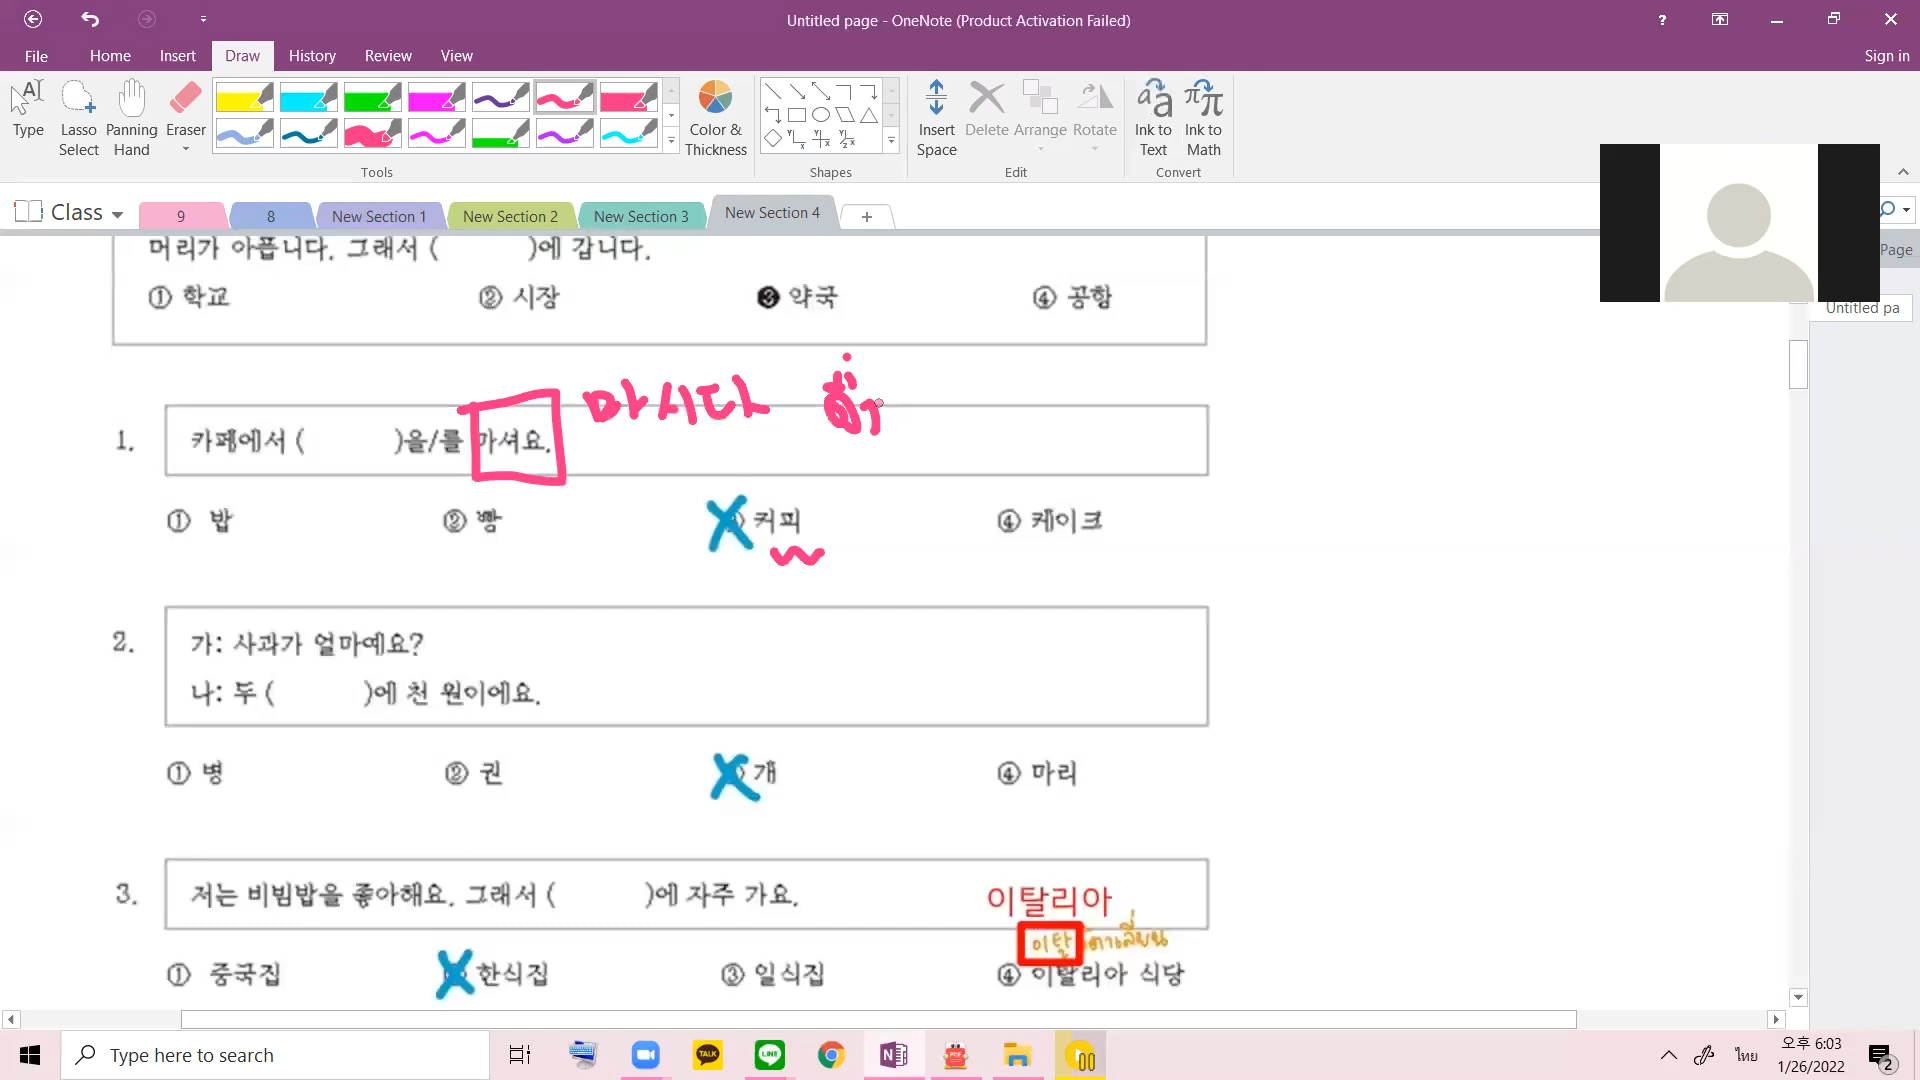 Untitled page - OneNote (Product Activation Failed)
File Home Insert Draw History Review View Sign in
Type
Lasso Select
Panning Hand
Eraser
Color & Thickness
Insert Space
Delete
Arrange
Rotate
Ink to Text
Ink to Math
Tools Shapes Edit Convert
Class 9 8 New Section 1 New Section 2 New Section 3 New Section 4 +
Page
Untitled pa
머리가 아픕니다. 그래서 ( )에 갑니다.
① 학교 ② 시장 ❸ 약국 ④ 공항
마시다
1. 카페에서 ( )을/를 마셔요.
① 밥 ② 빵 커피 ④ 케이크
2. 가: 사과가 얼마예요?
나: 두 ( )에 천 원이에요.
① 병 ② 권 개 ④ 마리
3. 저는 비빔밥을 좋아해요. 그래서 ( )에 자주 가요.
이탈리아
이탈
① 중국집 한식집 ③ 일식집 ④ 이탈리아 식당
Type here to search
TALK
LINE
PDF
ไทย
오후 6:03
1/26/2022
2